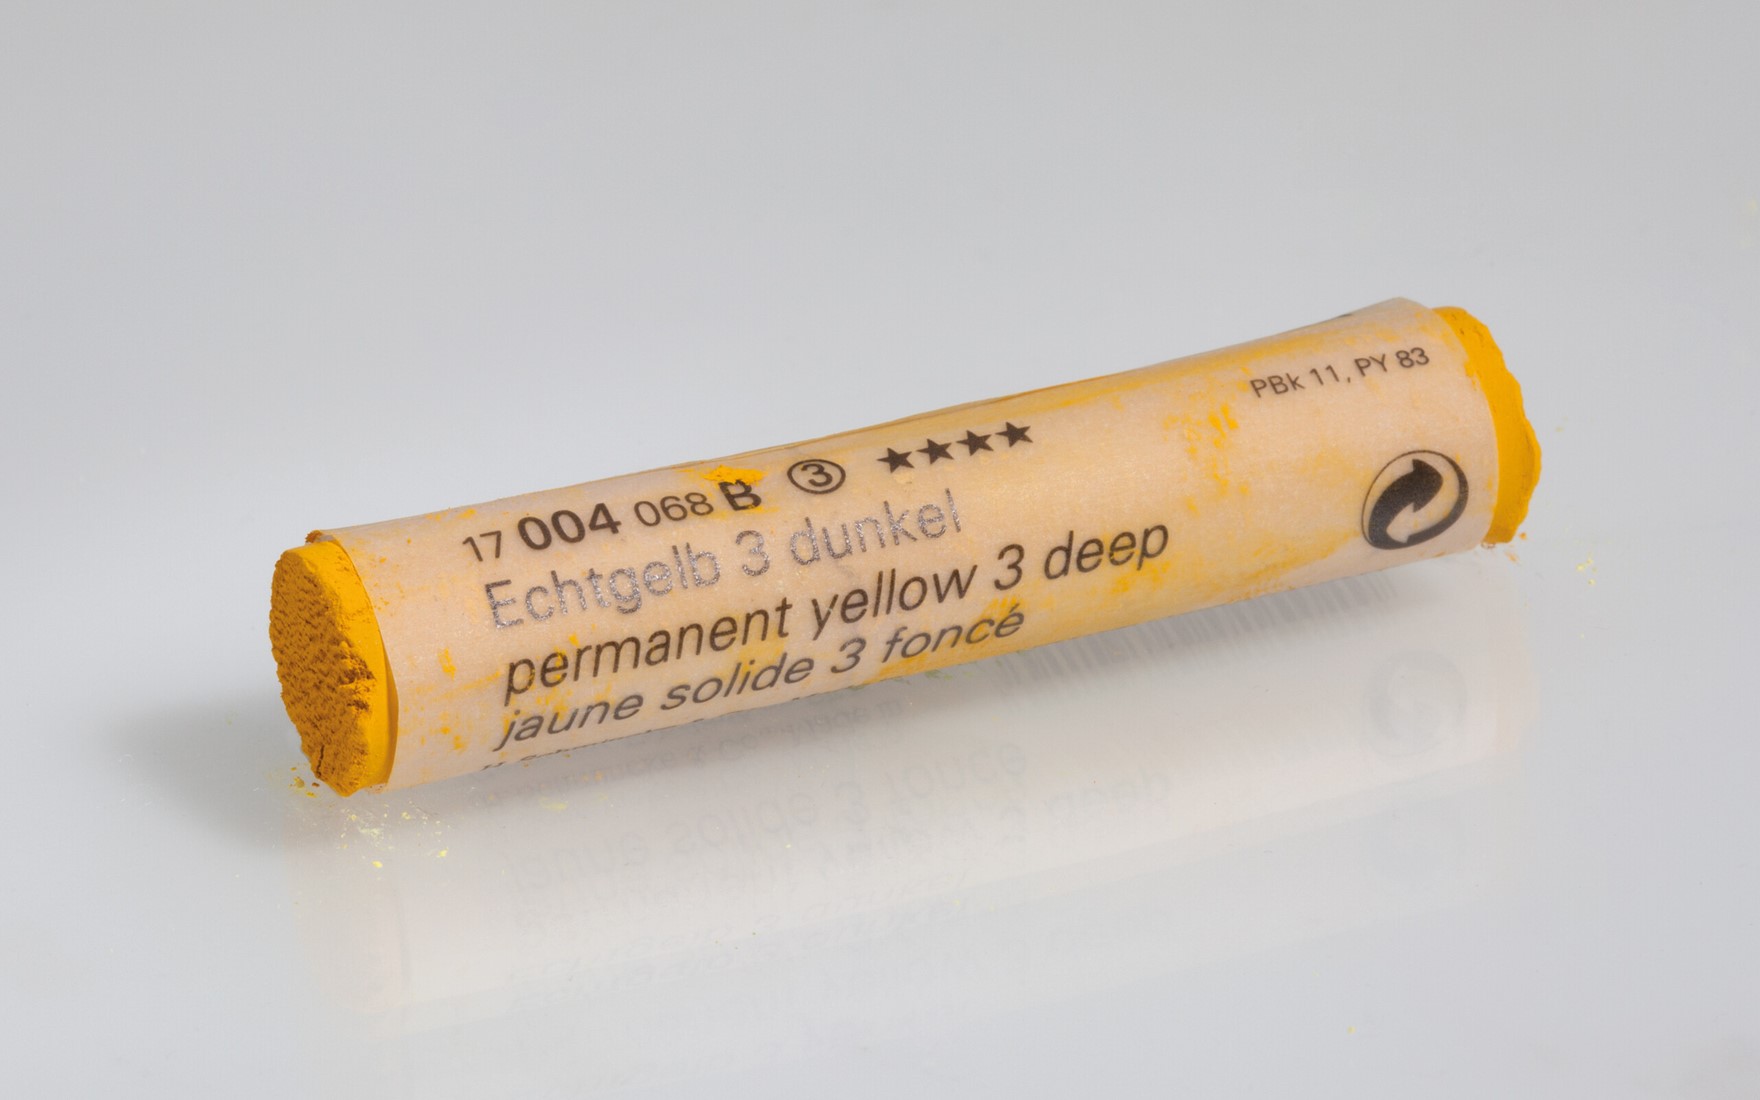 17 004 068 B ③ ★★★★
Echtgelb 3 dunkel
permanent yellow 3 deep
jaune solide 3 foncé
PBk 11, PY 83